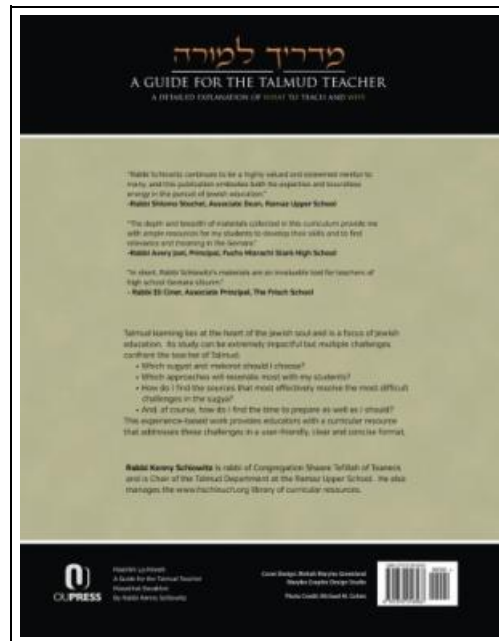 מדריך למורה
A GUIDE FOR THE TALMUD TEACHER
A DETAILED EXPLANATION OF WHAT TO TEACH AND WHY
"Rabbi Schiowitz continues to be a highly valued and esteemed mentor to
many, and this publication embodies both his expertise and boundless
energy in the pursuit of Jewish education."
-Rabbi Shlomo Stochel, Associate Dean, Ramaz Upper School
"The depth and breadth of materials collected in this curriculum provide me
with ample resources for my students to develop their skills and to find
relevance and meaning in the Gemara."
-Rabbi Avery Joel, Principal, Fuchs Mizrachi Stark High School
"In short, Rabbi Schiowitz's materials are an invaluable tool for teachers of
high school Gemara shiurim."
- Rabbi Eli Ciner, Associate Principal, The Frisch School
Talmud learning lies at the heart of the Jewish soul and is a focus of Jewish
education. Its study can be extremely impactful but multiple challenges
confront the teacher of Talmud:
• Which sugyot and mekorot should I choose?
• Which approaches will resonate most with my students?
• How do I find the sources that most effectively resolve the most difficult
challenges in the sugya?
• And, of course, how do I find the time to prepare as well as I should?
This experience-based work provides educators with a curricular resource
that addresses these challenges in a user-friendly, clear and concise format.
Rabbi Kenny Schiowitz is rabbi of Congregation Shaare Tefillah of Teaneck
and is Chair of the Talmud Department at the Ramaz Upper School. He also
manages the www.hschinuch.org library of curricular resources.
OUPRESS
A Guide for the Talmud Teacher
By Rabbi Kenny Schiowitz
Graphic Design Studio
Photo Credit: Michael M. Cohen